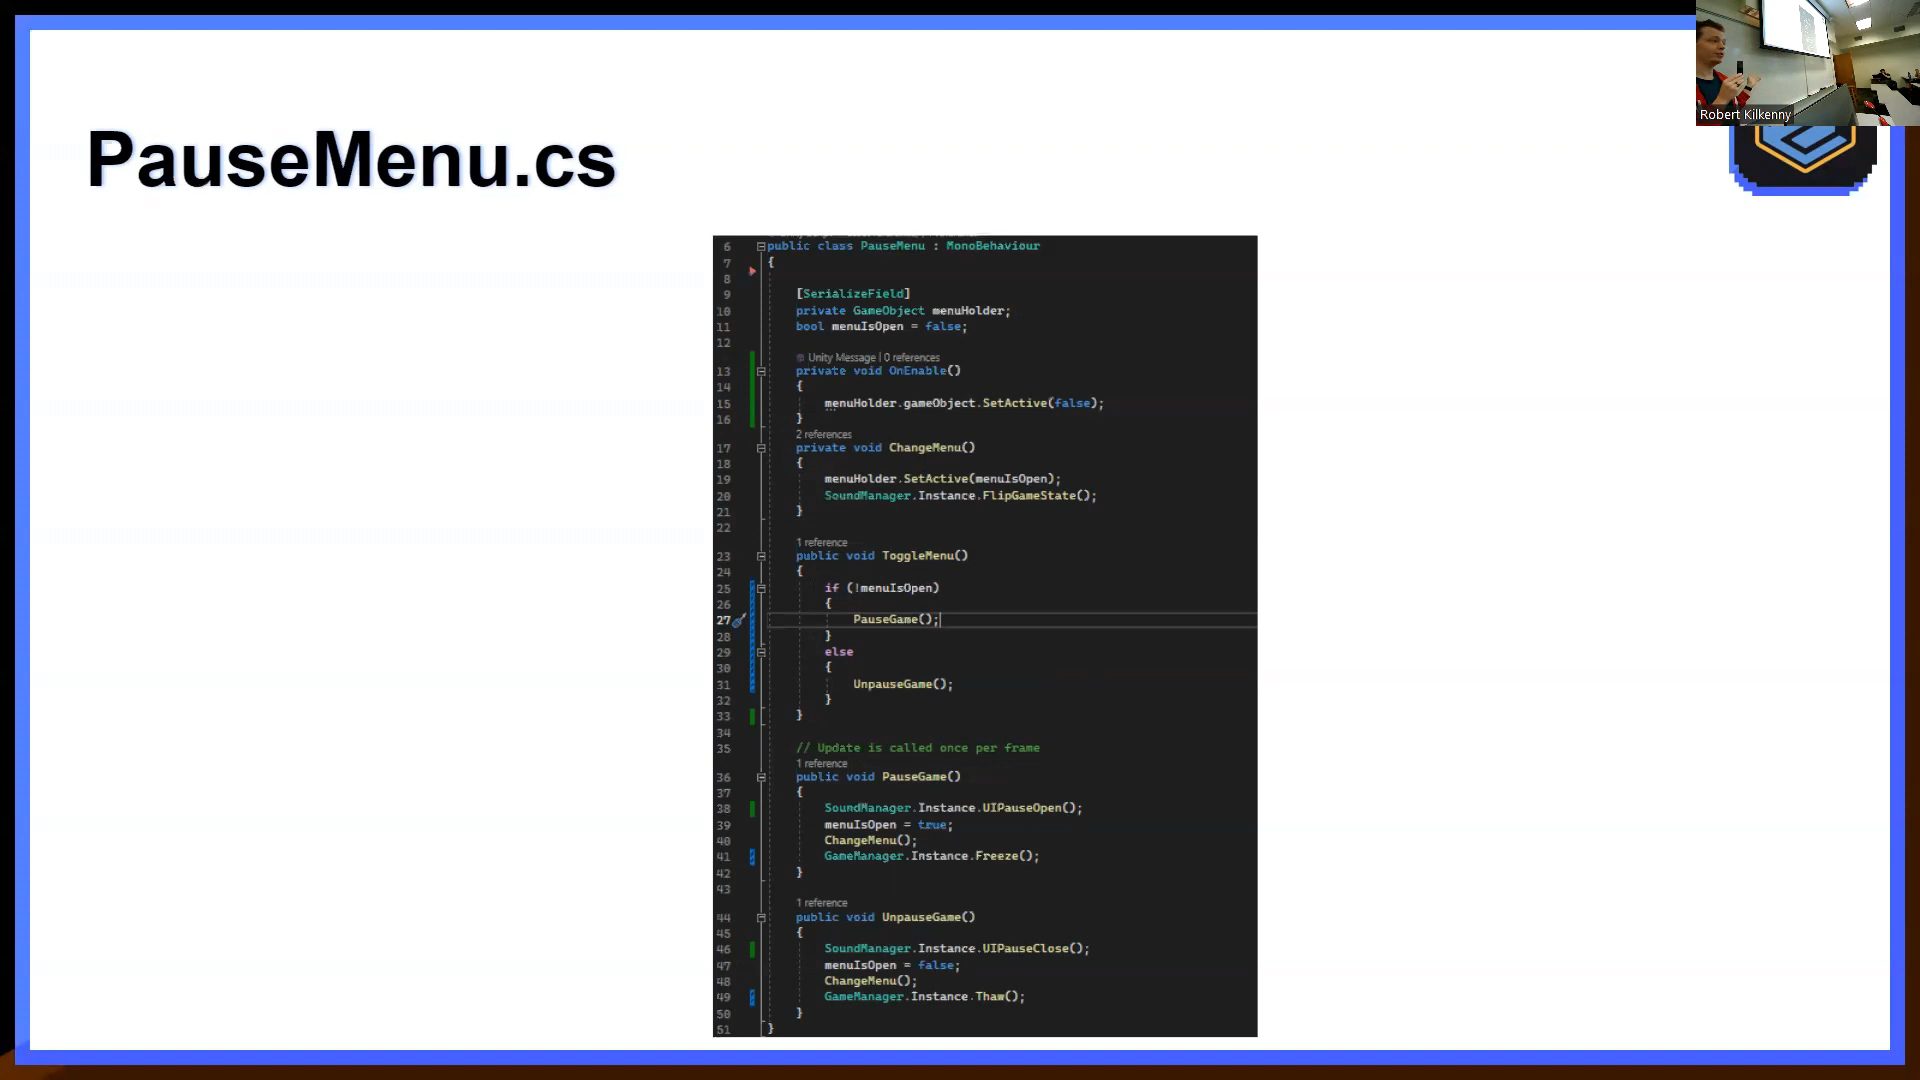 Robert Kilkenny
PauseMenu.cs
6 public class PauseMenu : MonoBehaviour
7 {
8
9 [SerializeField]
10 private GameObject menuHolder;
11 bool menuIsOpen = false;
12
Unity Message | 0 references
13 private void OnEnable()
14 {
15 menuHolder.gameObject.SetActive(false);
16 }
2 references
17 private void ChangeMenu()
18 {
19 menuHolder.SetActive(menuIsOpen);
20 SoundManager.Instance.FlipGameState();
21 }
22
1 reference
23 public void ToggleMenu()
24 {
25 if (!menuIsOpen)
26 {
27 PauseGame();
28 }
29 else
30 {
31 UnpauseGame();
32 }
33 }
34
35 // Update is called once per frame
1 reference
36 public void PauseGame()
37 {
38 SoundManager.Instance.UIPauseOpen();
39 menuIsOpen = true;
40 ChangeMenu();
41 GameManager.Instance.Freeze();
42 }
43
1 reference
44 public void UnpauseGame()
45 {
46 SoundManager.Instance.UIPauseClose();
47 menuIsOpen = false;
48 ChangeMenu();
49 GameManager.Instance.Thaw();
50 }
51 }